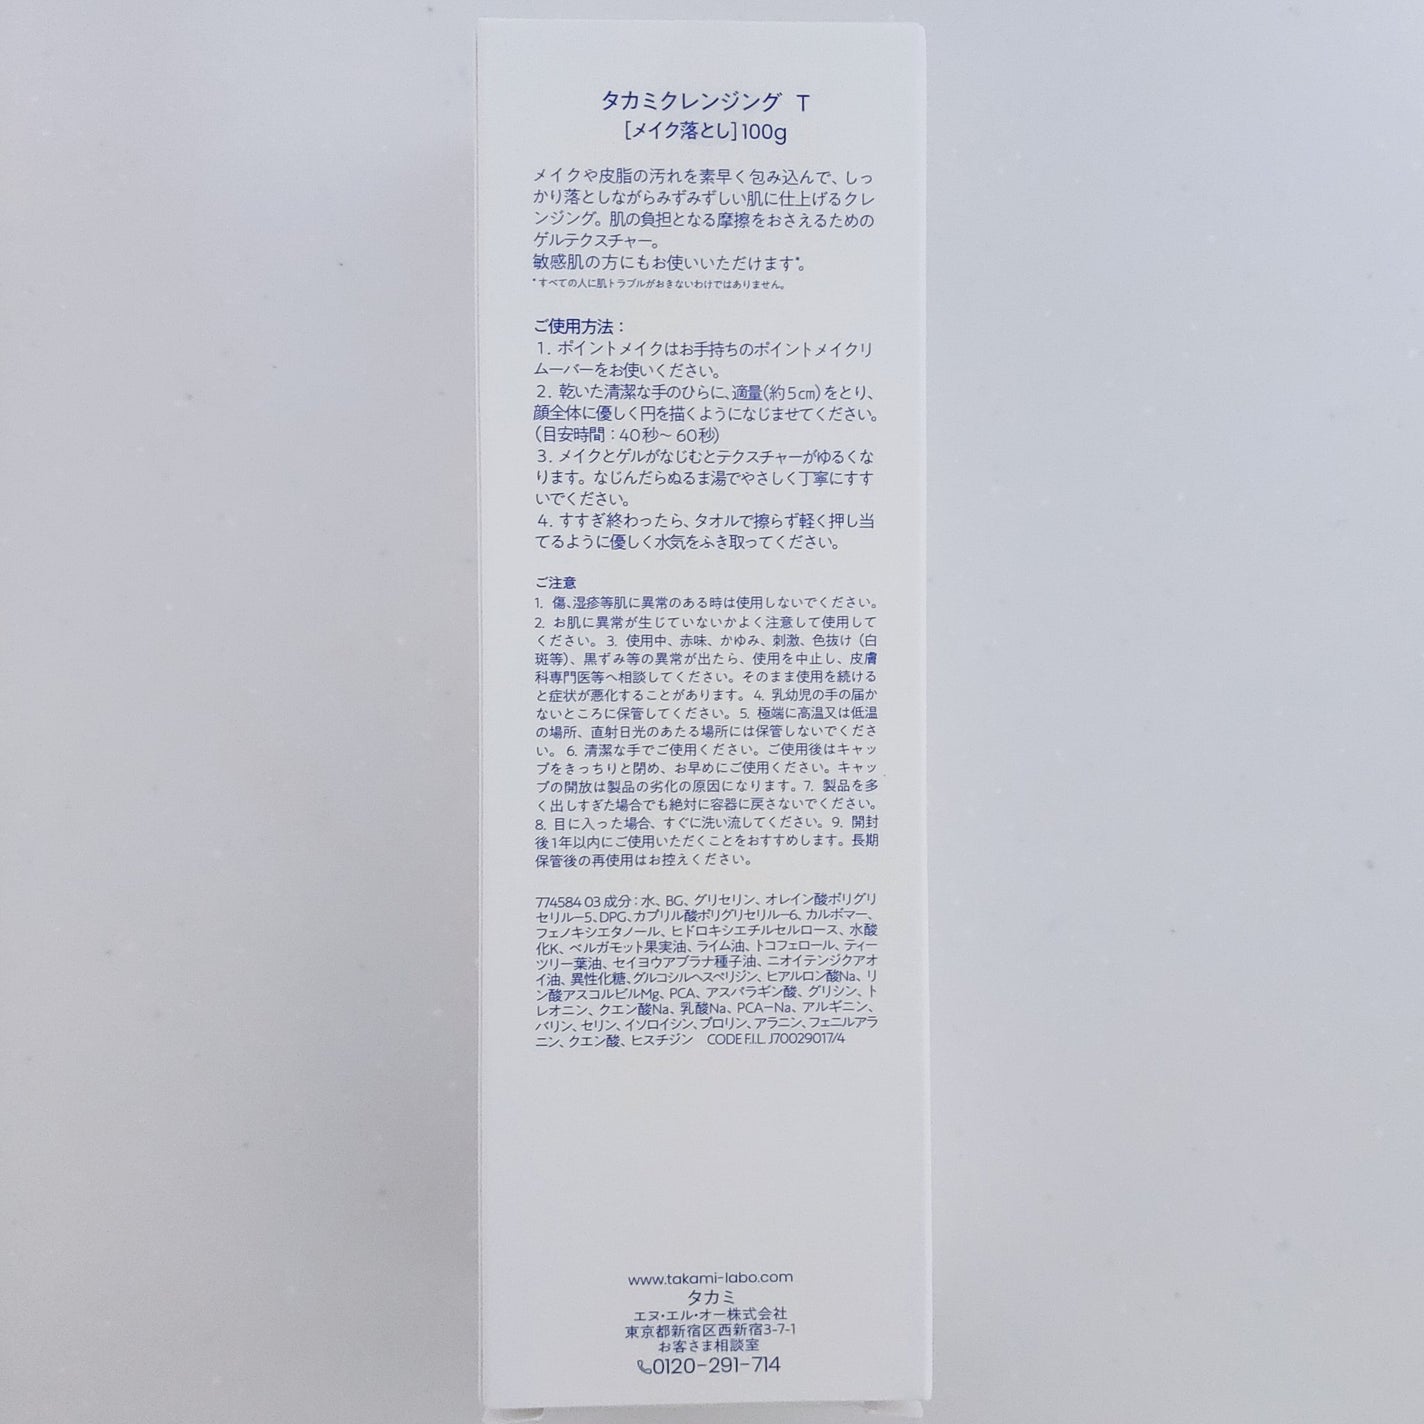 タカミクレンジング T
[メイク落とし]100g
メイクや皮脂の汚れを素早く包み込んで、しっ
かり落としながらみずみずしい肌に仕上げるクレ
ンジング。肌の負担となる摩擦をおさえるための
ゲルテクスチャー。
敏感肌の方にもお使いいただけます*。
*すべての人に肌トラブルがおきないわけではありません。
ご使用方法：
1. ポイントメイクはお手持ちのポイントメイクリ
ムーバーをお使いください。
2. 乾いた清潔な手のひらに、適量(約5cm)をとり、
顔全体に優しく円を描くようになじませてください。
(目安時間：40秒〜60秒)
3. メイクとゲルがなじむとテクスチャーがゆるくな
ります。なじんだらぬるま湯でやさしく丁寧にすす
いでください。
4. すすぎ終わったら、タオルで擦らず軽く押し当
てるように優しく水気をふき取ってください。
ご注意
1. 傷、湿疹等肌に異常のある時は使用しないでください。
2. お肌に異常が生じていないかよく注意して使用して
ください。3. 使用中、赤味、かゆみ、刺激、色抜け（白
斑等）、黒ずみ等の異常が出たら、使用を中止し、皮膚
科専門医等へ相談してください。そのまま使用を続ける
と症状が悪化することがあります。4. 乳幼児の手の届か
ないところに保管してください。5. 極端に高温又は低温
の場所、直射日光のあたる場所には保管しないでくださ
い。6. 清潔な手でご使用ください。ご使用後はキャッ
プをきっちりと閉め、お早めにご使用ください。キャッ
プの開放は製品の劣化の原因になります。7. 製品を多
く出しすぎた場合でも絶対に容器に戻さないでください。
8. 目に入った場合、すぐに洗い流してください。9. 開封
後1年以内にご使用いただくことをおすすめします。長期
保管後の再使用はお控えください。
774584 03 成分：水、BG、グリセリン、オレイン酸ポリグリ
セリル-5、DPG、カプリル酸ポリグリセリル-6、カルボマー、
フェノキシエタノール、ヒドロキシエチルセルロース、水酸
化K、ベルガモット果実油、ライム油、トコフェロール、ティー
ツリー葉油、セイヨウアブラナ種子油、ニオイテンジクアオ
イ油、異性化糖、グルコシルヘスペリジン、ヒアルロン酸Na、リ
ン酸アスコルビルMg、PCA、アスパラギン酸、グリシン、ト
レオニン、クエン酸Na、乳酸Na、PCA-Na、アルギニン、
バリン、セリン、イソロイシン、プロリン、アラニン、フェニルアラ
ニン、クエン酸、ヒスチジン　CODE F.I.L. J70029017/4
www.takami-labo.com
タカミ
エヌ・エル・オー株式会社
東京都新宿区西新宿3-7-1
お客さま相談室
0120-291-714